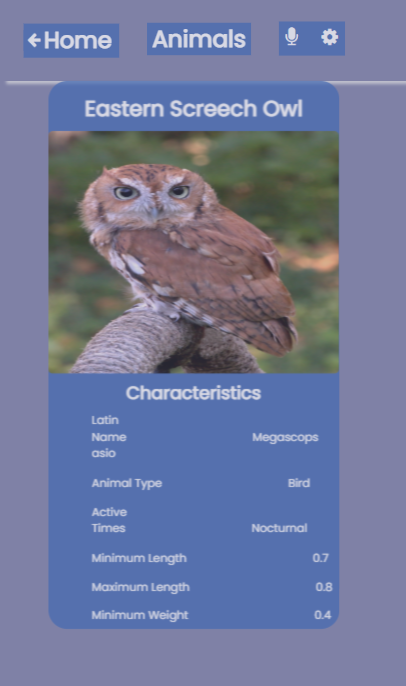 Home Animals
Eastern Screech Owl
Characteristics
Latin
Name Megascops
asio
Animal Type Bird
Active
Times Nocturnal
Minimum Length 0.7
Maximum Length 0.8
Minimum Weight 0.4